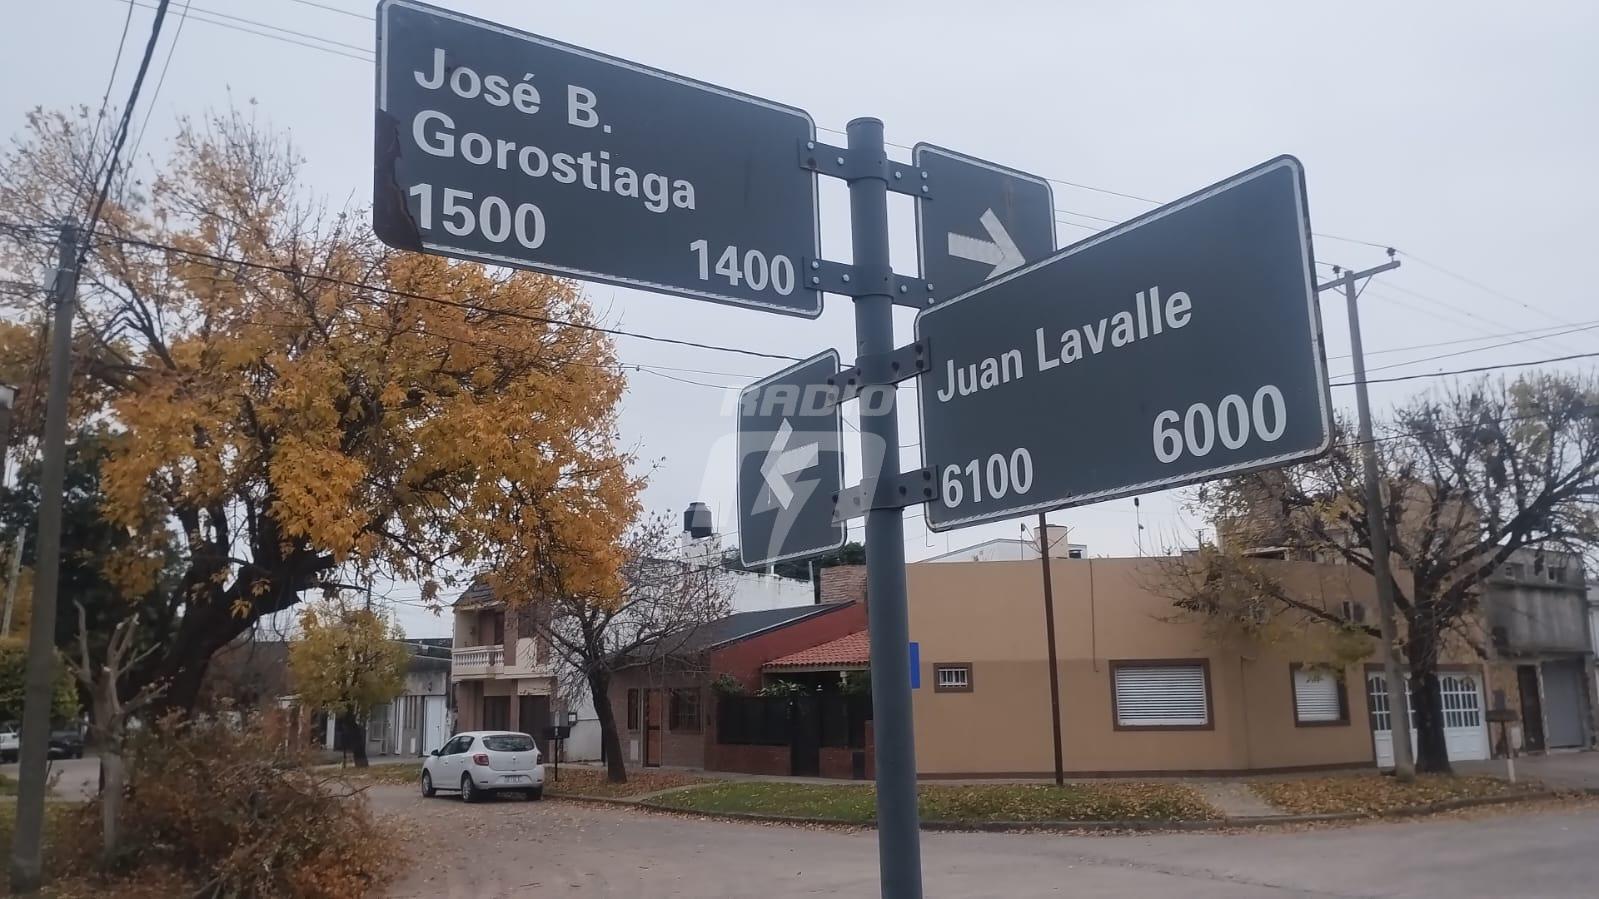 José B.
Gorostiaga
1500 1400
Juan Lavalle
6100 6000
RADIO